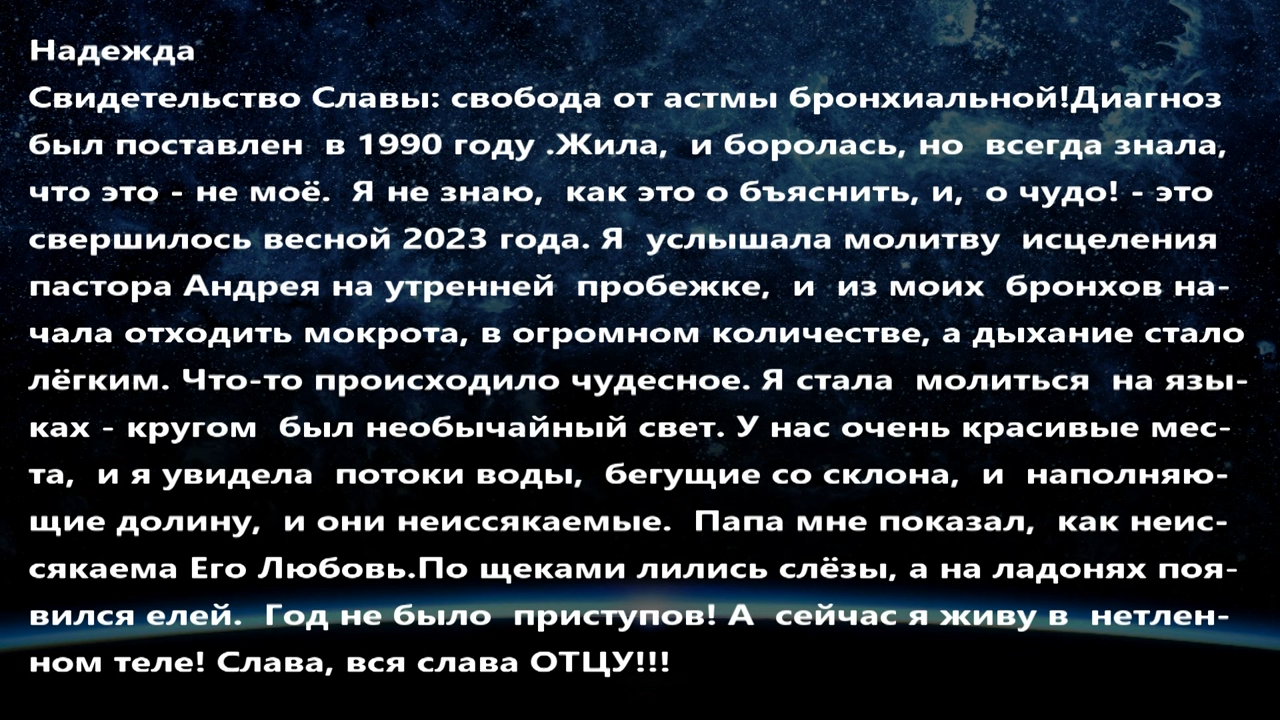 Надежда
Свидетельство Славы: свобода от астмы бронхиальной!Диагноз
был поставлен  в 1990 году .Жила,  и боролась, но  всегда знала,
что это - не моё.  Я не знаю,  как это о бъяснить, и,  о чудо! - это
свершилось весной 2023 года. Я  услышала молитву  исцеления
пастора Андрея на утренней  пробежке,  и  из моих  бронхов на-
чала отходить мокрота, в огромном количестве, а дыхание стало
лёгким. Что-то происходило чудесное. Я стала  молиться  на язы-
ках - кругом  был необычайный свет. У нас очень красивые мес-
та,  и я увидела  потоки воды,  бегущие со склона,  и  наполняю-
щие долину,  и они неиссякаемые.  Папа мне показал,  как неис-
сякаема Его Любовь.По щеками лились слёзы, а на ладонях поя-
вился елей.  Год не было  приступов! А  сейчас я живу в  нетлен-
ном теле! Слава, вся слава ОТЦУ!!!